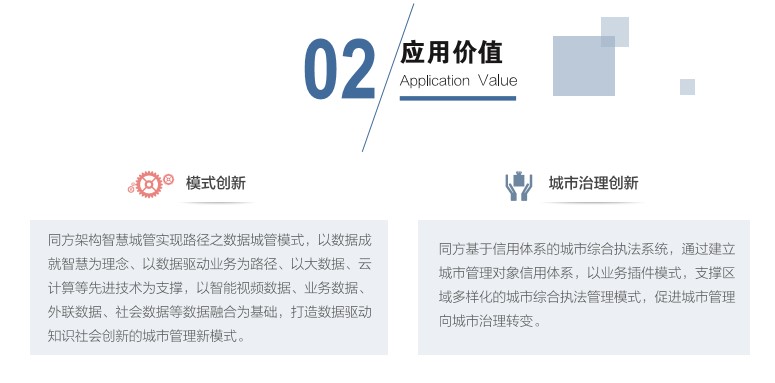 02
应用价值
Application Value
模式创新
同方架构智慧城管实现路径之数据城管模式，以数据成
就智慧为理念、以数据驱动业务为路径、以大数据、云
计算等先进技术为支撑，以智能视频数据、业务数据、
外联数据、社会数据等数据融合为基础，打造数据驱动
知识社会创新的城市管理新模式。
城市治理创新
同方基于信用体系的城市综合执法系统，通过建立
城市管理对象信用体系，以业务插件模式，支撑区
域多样化的城市综合执法管理模式，促进城市管理
向城市治理转变。